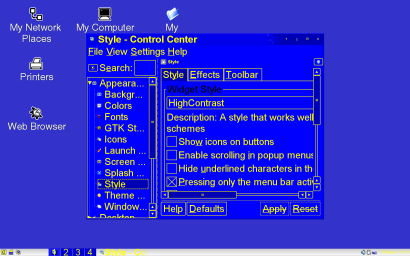 My Network
Places
My Computer
My
Printers
Web Browser
Style - Control Center
File View Settings Help
Search:
Appeara...
Backgr...
Colors
Fonts
GTK St...
Icons
Launch ...
Screen ...
Splash ...
Style
Theme ...
Window...
Desktop
Style
Style Effects Toolbar
Widget Style
HighContrast
Description: A style that works well
schemes
Show icons on buttons
Enable scrolling in popup menus
Hide underlined characters in th
Pressing only the menu bar acti
Help Defaults Apply Reset
1 2 3 4